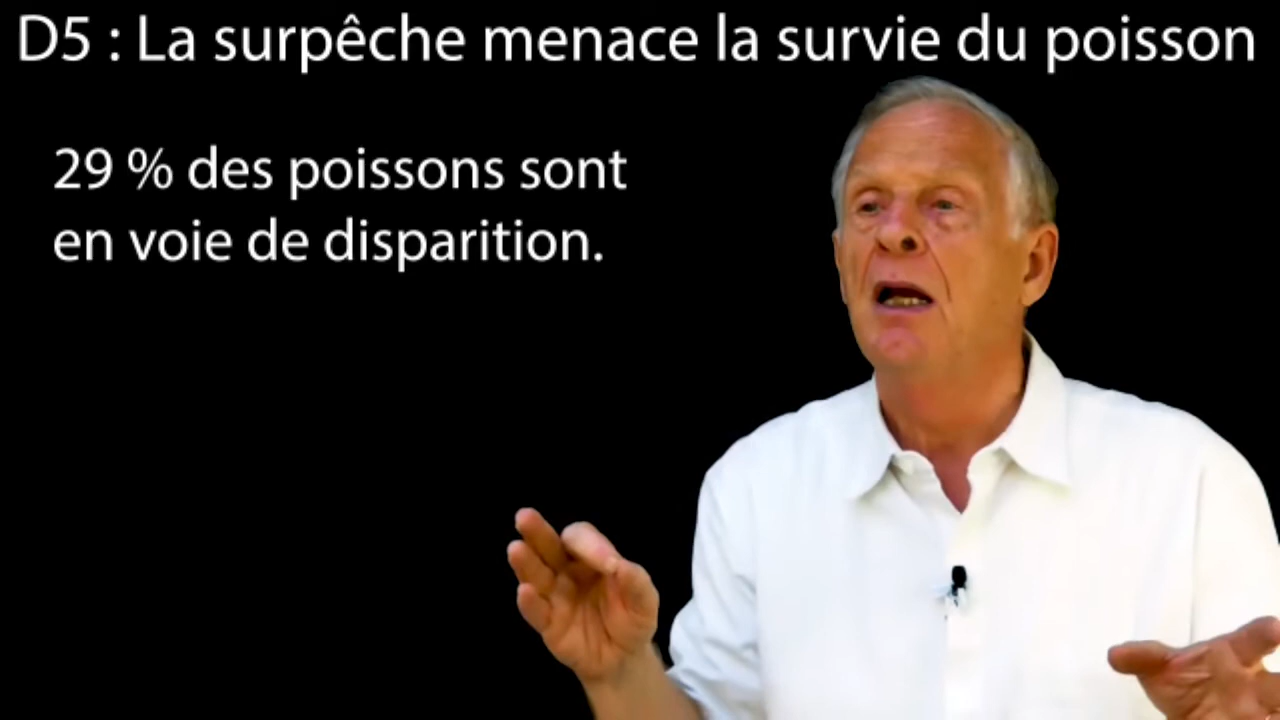 D5 : La surpêche menace la survie du poisson
29 % des poissons sont
en voie de disparition.